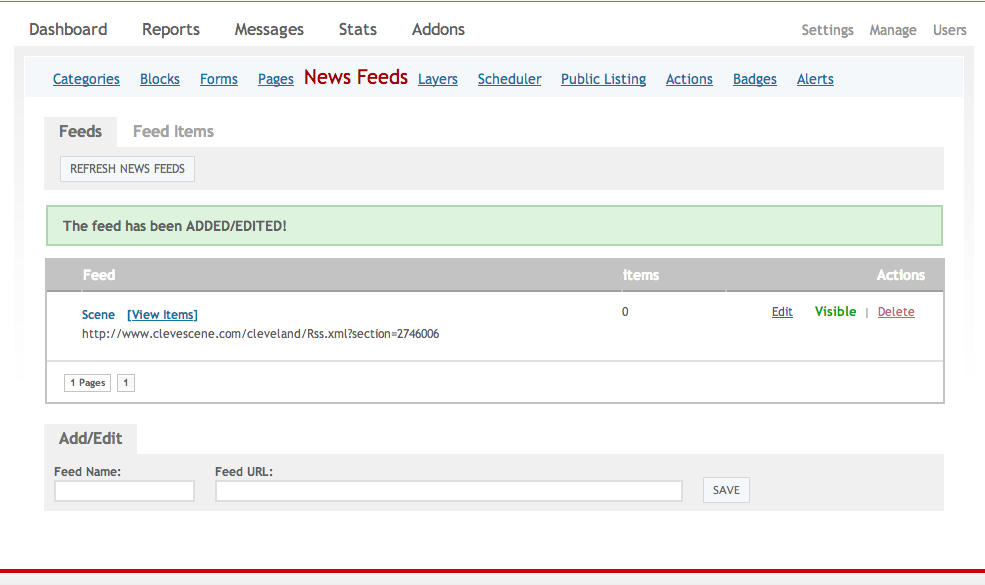 Dashboard Reports Messages Stats Addons Settings Manage Users
Categories Blocks Forms Pages News Feeds Layers Scheduler Public Listing Actions Badges Alerts
Feeds Feed Items
REFRESH NEWS FEEDS
The feed has been ADDED/EDITED!
Feed Items Actions
Scene [View Items] 0 Edit Visible | Delete
http://www.clevescene.com/cleveland/Rss.xml?section=2746006
1 Pages 1
Add/Edit
Feed Name: Feed URL:
SAVE